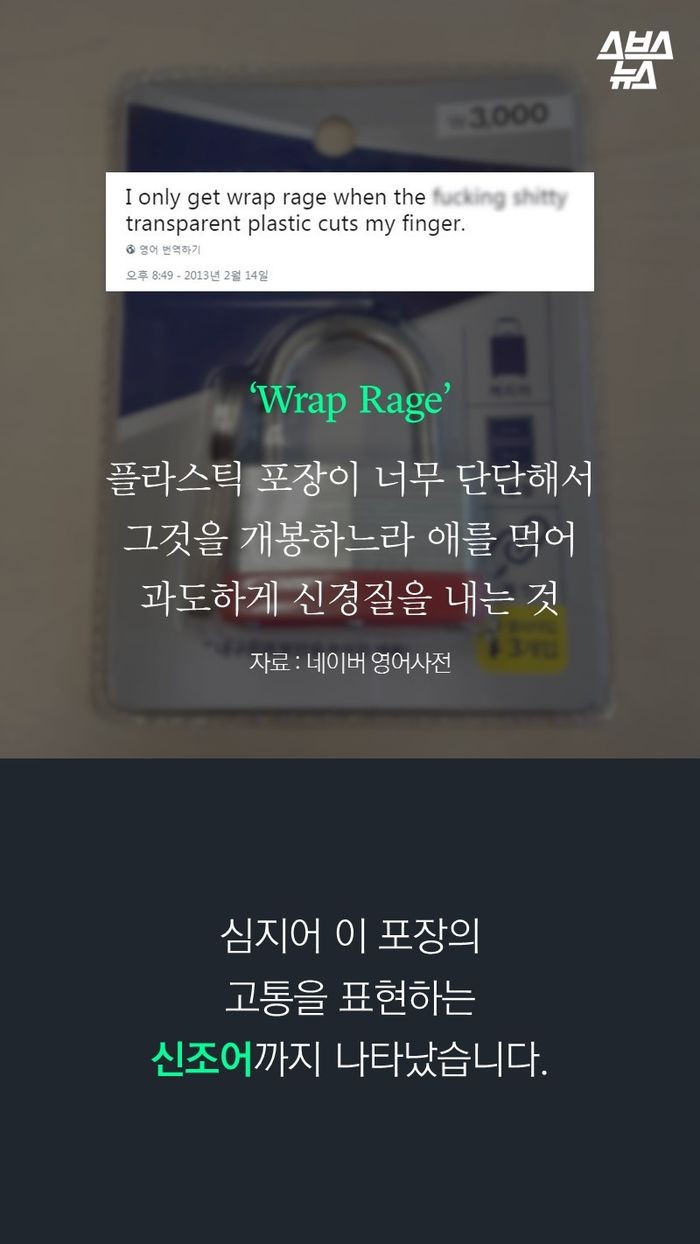 스브스
뉴스
₩3,000
I only get wrap rage when the fucking shitty
transparent plastic cuts my finger.
영어 번역하기
오후 8:49 - 2013년 2월 14일
‘Wrap Rage’
플라스틱 포장이 너무 단단해서
그것을 개봉하느라 애를 먹어
과도하게 신경질을 내는 것
3개입
자료 : 네이버 영어사전
심지어 이 포장의
고통을 표현하는
신조어까지 나타났습니다.